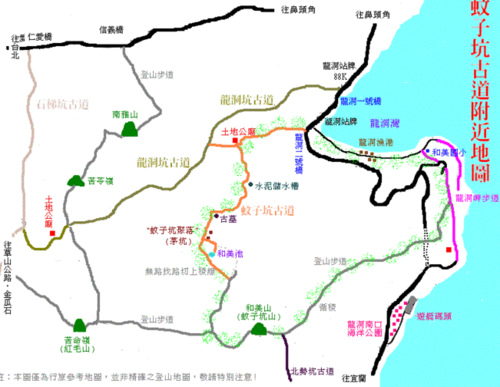 往鼻頭角
往鼻頭角
往
台
北
往仁愛橋
信義橋
登山步道
龍洞站牌
88K
石梯坑古道
南雅山
龍洞坑古道
龍洞一號橋
龍洞站牌
龍洞灣
土地公廟
龍洞二號橋
龍洞漁港
和美國小
龍洞坑古道
苦苓嶺
水泥儲水槽
蚊子坑古道
龍洞岬步道
土地公廟
古墓
"蚊子坑聚落"
(茅坑)
和美池
往草山公路,金瓜石
無路找路切上稜線
登山步道
稜線
苦命嶺
(紅毛山)
登山步道
和美山
(蚊子坑山)
遊艇碼頭
龍洞南口
海洋公園
北勢坑古道
往宜蘭
註:本圖僅為行旅參考地圖,並非精確之登山地圖,敬請特別注意!
蚊子坑古道附近地圖